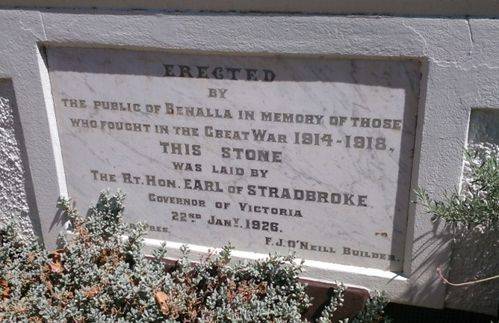 ERECTED
BY
THE PUBLIC OF BENALLA IN MEMORY OF THOSE
WHO FOUGHT IN THE GREAT WAR 1914-1918,
THIS STONE
WAS LAID BY
THE RT. HON. EARL OF STRADBROKE
GOVERNOR OF VICTORIA
22ND JANY. 1926.
F.J. O'NEILL BUILDER.